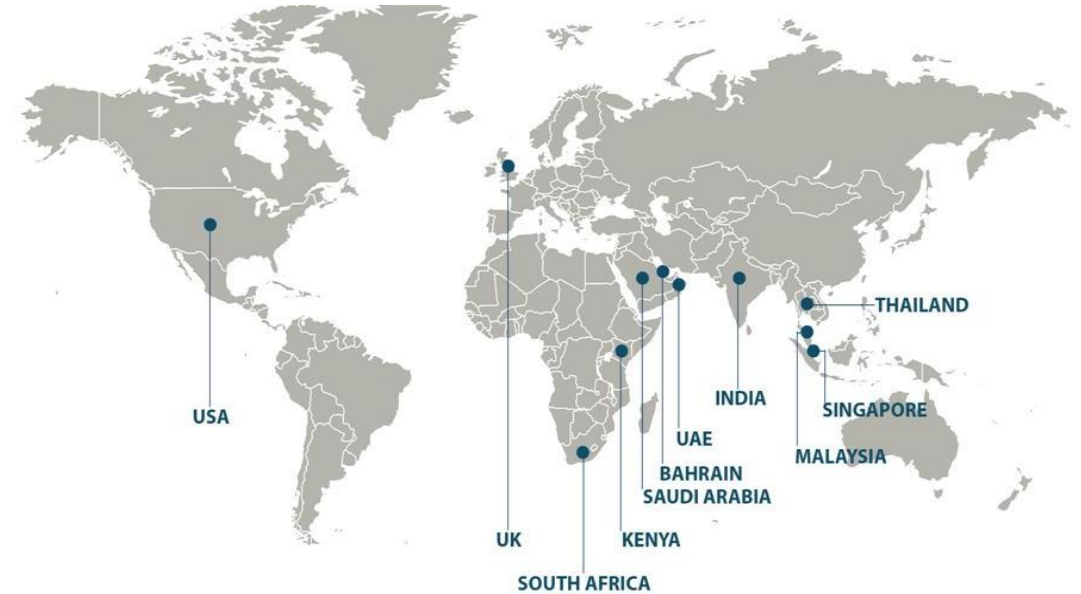 THAILAND
INDIA
SINGAPORE
USA
UAE
MALAYSIA
BAHRAIN
SAUDI ARABIA
UK
KENYA
SOUTH AFRICA